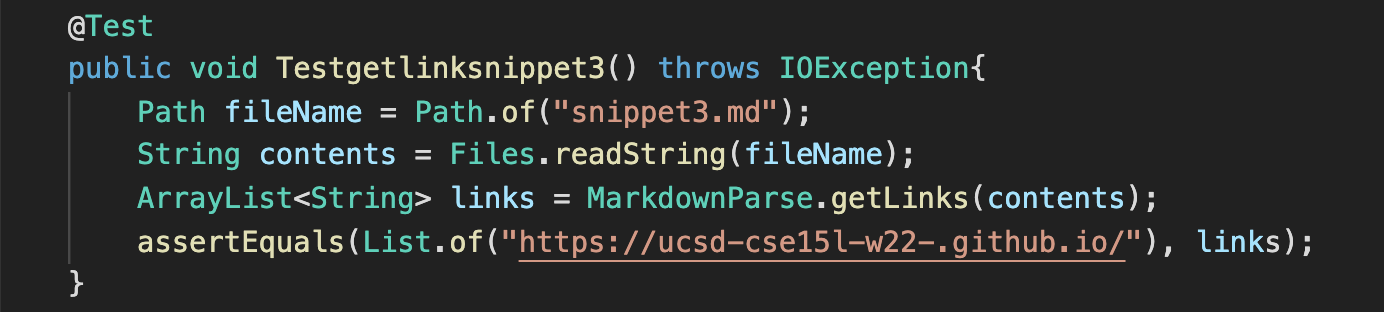 @Test
public void Testgetlinksnippet3() throws IOException{
    Path fileName = Path.of("snippet3.md");
    String contents = Files.readString(fileName);
    ArrayList<String> links = MarkdownParse.getLinks(contents);
    assertEquals(List.of("https://ucsd-cse15l-w22-.github.io/"), links);
}